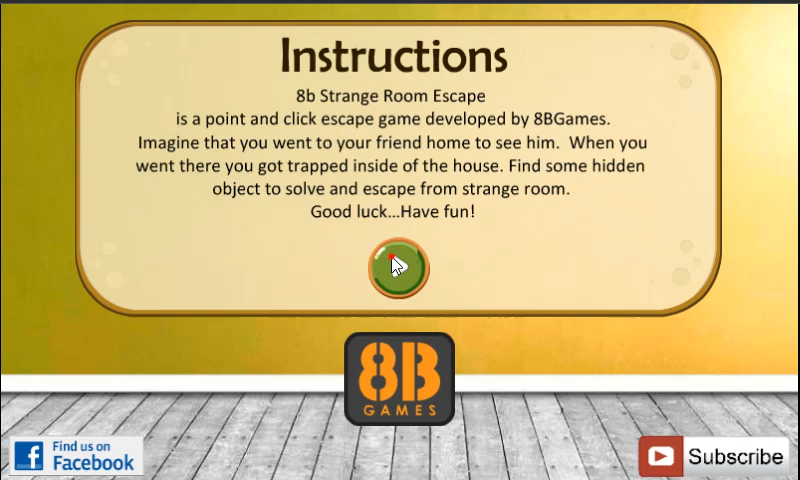 Instructions
8b Strange Room Escape
is a point and click escape game developed by 8BGames.
Imagine that you went to your friend home to see him. When you
went there you got trapped inside of the house. Find some hidden
object to solve and escape from strange room.
Good luck...Have fun!
8B
GAMES
Find us on
Facebook
Subscribe